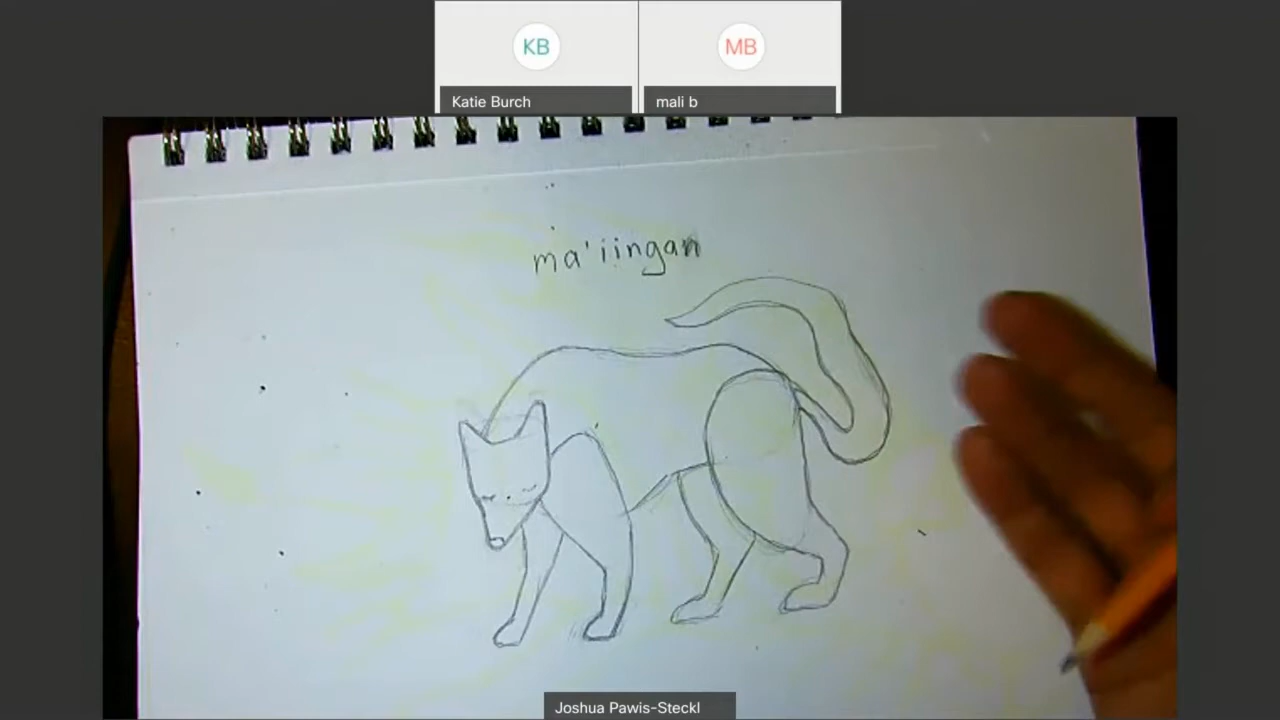 KB
MB
Katie Burch
mali b
ma'iingan
Joshua Pawis-Steckl